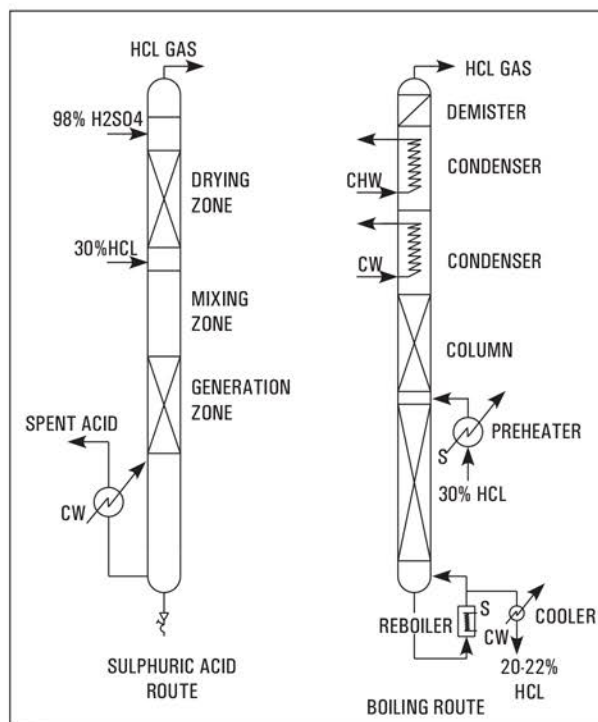 HCL GAS
98% H2SO4
DRYING
ZONE
30%HCL
MIXING
ZONE
GENERATION
ZONE
SPENT ACID
CW
SULPHURIC ACID
ROUTE
HCL GAS
DEMISTER
CONDENSER
CHW
CONDENSER
CW
COLUMN
PREHEATER
S
30% HCL
S
REBOILER
COOLER
CW
20-22%
HCL
BOILING ROUTE